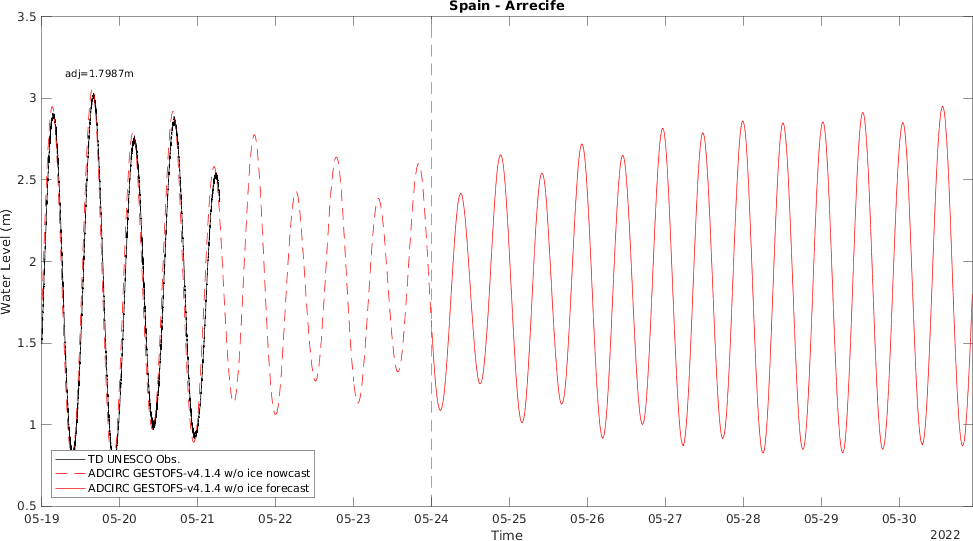 Spain - Arrecife
adj=1.7987m
3.5
3
2.5
2
1.5
1
0.5
Water Level (m)
TD UNESCO Obs.
ADCIRC GESTOFS-v4.1.4 w/o ice nowcast
ADCIRC GESTOFS-v4.1.4 w/o ice forecast
05-19 05-20 05-21 05-22 05-23 05-24 05-25 05-26 05-27 05-28 05-29 05-30
Time
2022